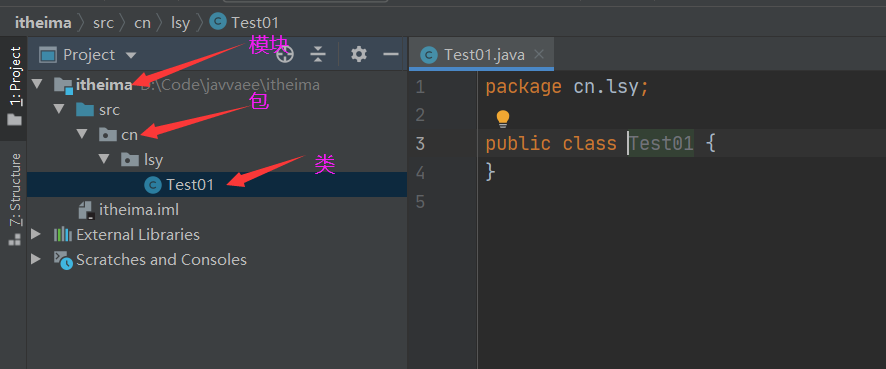 itheima src cn lsy Test01
1: Project
7: Structure
Project
模块
itheima D:\Code\javvaee\itheima
src
包
cn
lsy
类
Test01
itheima.iml
External Libraries
Scratches and Consoles
Test01.java
1 package cn.lsy;
2
3 public class Test01 {
4 }
5